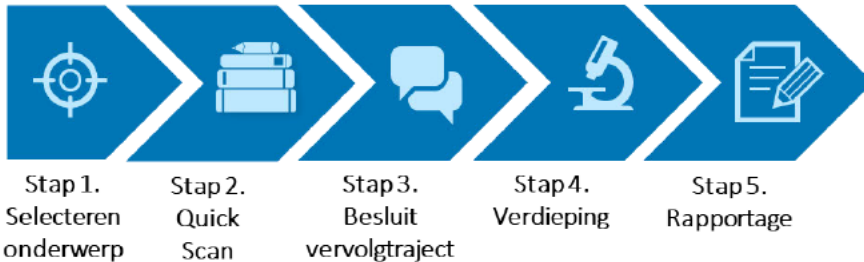 Stap 1.
Selecteren
onderwerp
Stap 2.
Quick
Scan
Stap 3.
Besluit
vervolgtraject
Stap 4.
Verdieping
Stap 5.
Rapportage